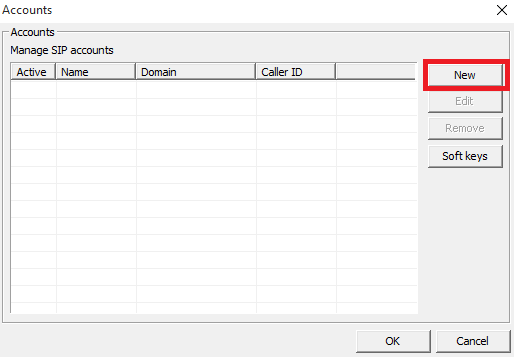 Accounts
Accounts
Manage SIP accounts
Active Name Domain Caller ID
New
Edit
Remove
Soft keys
OK Cancel